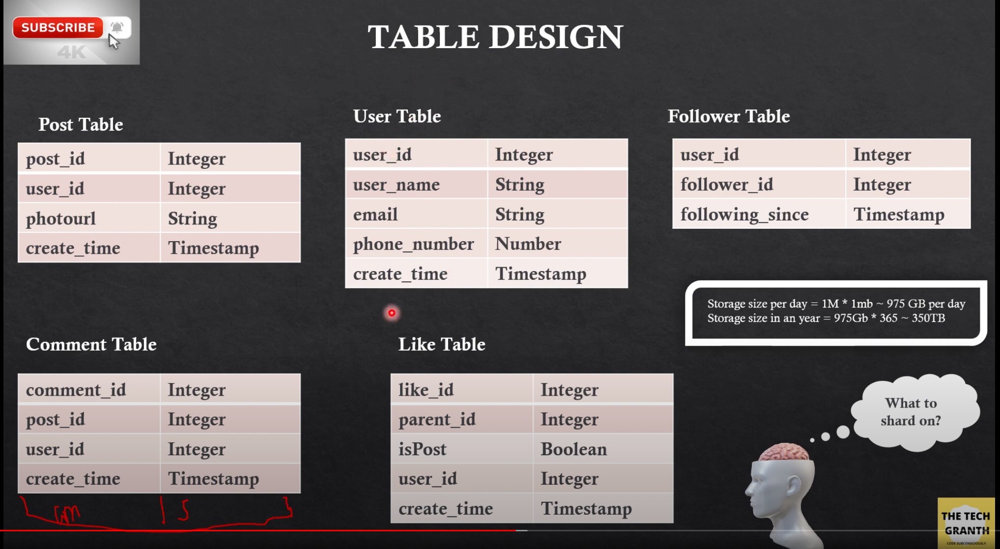 SUBSCRIBE
4K
TABLE DESIGN
Post Table
post_id Integer
user_id Integer
photourl String
create_time Timestamp
User Table
user_id Integer
user_name String
email String
phone_number Number
create_time Timestamp
Follower Table
user_id Integer
follower_id Integer
following_since Timestamp
Storage size per day = 1M * 1mb ~ 975 GB per day
Storage size in an year = 975Gb * 365 ~ 350TB
Comment Table
comment_id Integer
post_id Integer
user_id Integer
create_time Timestamp
Like Table
like_id Integer
parent_id Integer
isPost Boolean
user_id Integer
create_time Timestamp
What to
shard on?
THE TECH
GRANTH
CODE SUBCONSCIOUSLY